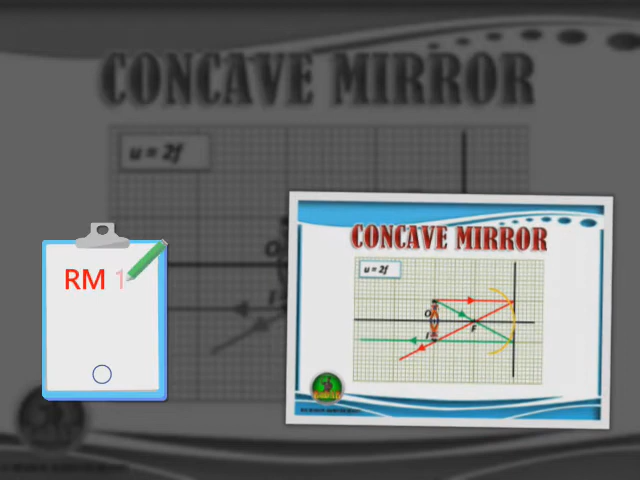 CONCAVE MIRROR
u = 2f
O
I
RM 1
CONCAVE MIRROR
u = 2f
O
F
I